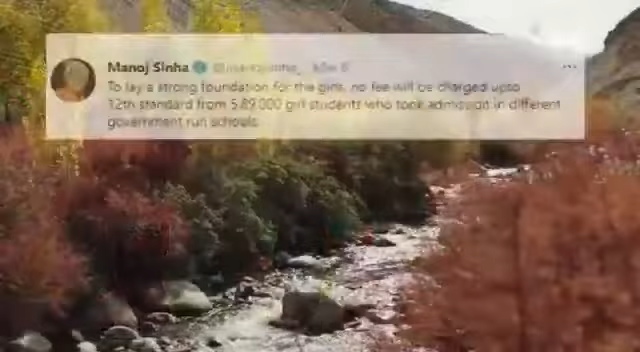 Manoj Sinha
To lay a strong foundation for the girls, no fee will be charged upto
12th standard from 5,89,000 girl students who took admission in different
government run schools.